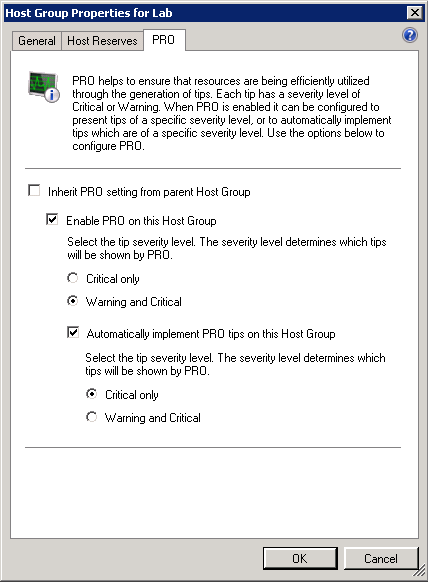 Host Group Properties for Lab
General
Host Reserves
PRO
PRO helps to ensure that resources are being efficiently utilized
through the generation of tips. Each tip has a severity level of
Critical or Warning. When PRO is enabled it can be configured to
present tips of a specific severity level, or to automatically implement
tips which are of a specific severity level. Use the options below to
configure PRO.
Inherit PRO setting from parent Host Group
Enable PRO on this Host Group
Select the tip severity level. The severity level determines which tips
will be shown by PRO.
Critical only
Warning and Critical
Automatically implement PRO tips on this Host Group
Select the tip severity level. The severity level determines which
tips will be shown by PRO.
Critical only
Warning and Critical
OK
Cancel